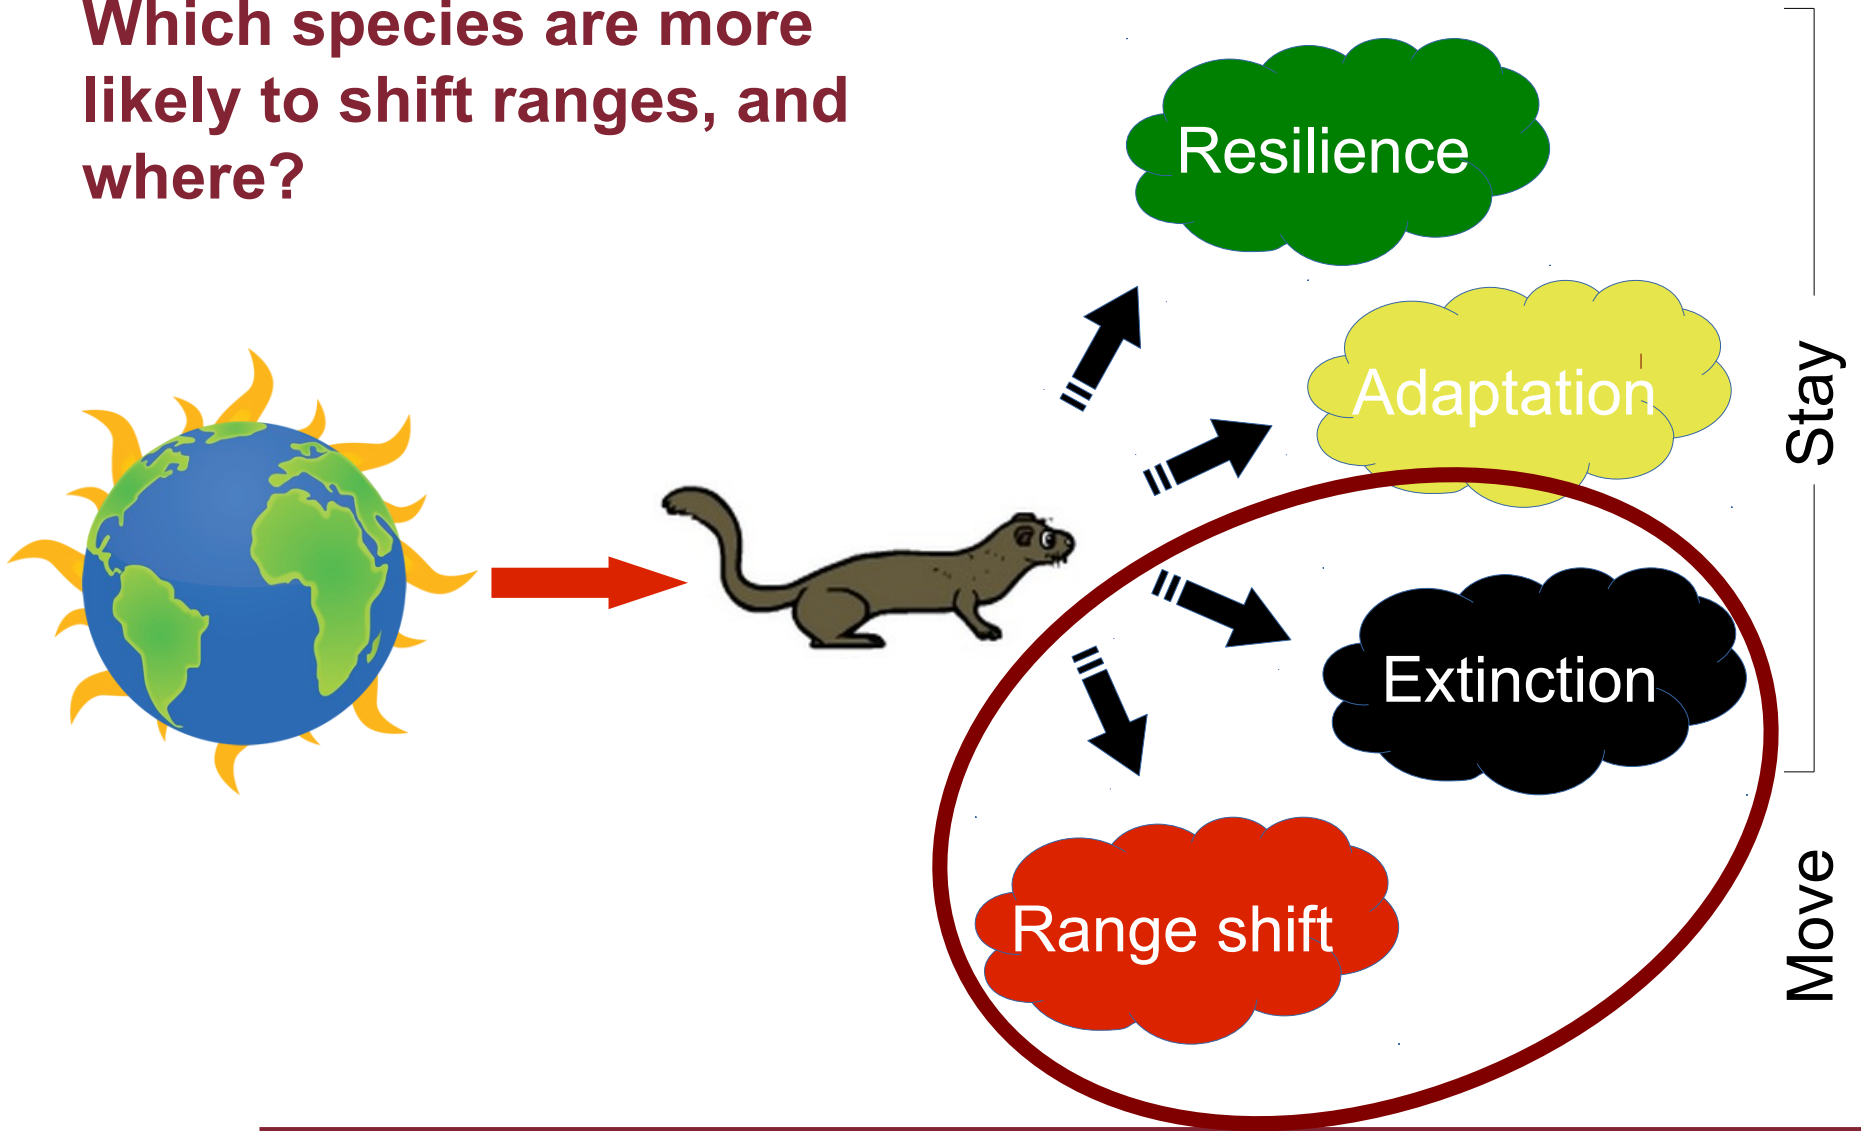 Which species are more
likely to shift ranges, and
where?
Resilience
Adaptation
Stay
Extinction
Range shift
Move